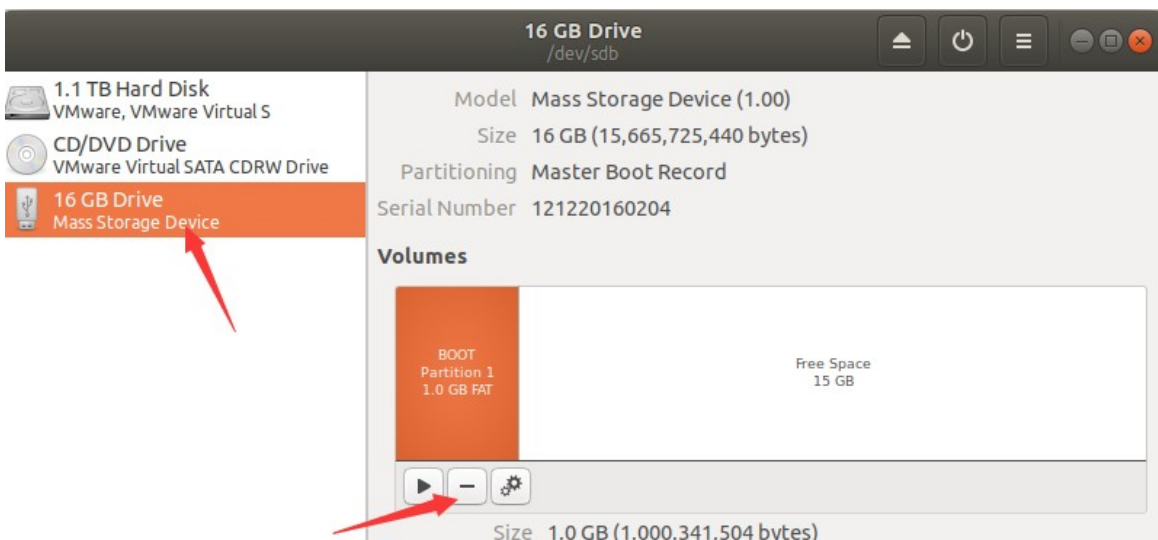 16 GB Drive
/dev/sdb
1.1 TB Hard Disk
VMware, VMware Virtual S
CD/DVD Drive
VMware Virtual SATA CDRW Drive
16 GB Drive
Mass Storage Device
Model Mass Storage Device (1.00)
Size 16 GB (15,665,725,440 bytes)
Partitioning Master Boot Record
Serial Number 121220160204
Volumes
BOOT
Partition 1
1.0 GB FAT
Free Space
15 GB
Size 1.0 GB (1,000,341,504 bytes)